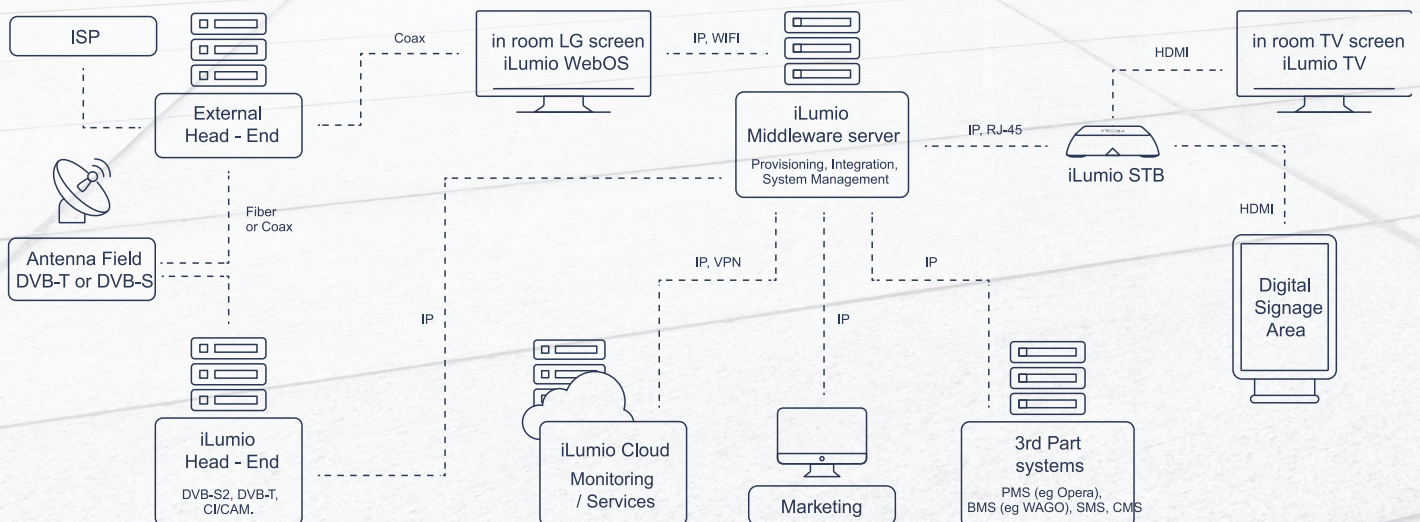 ISP
External
Head - End
Coax
in room LG screen
iLumio WebOS
IP, WIFI
iLumio
Middleware server
Provisioning, Integration,
System Management
IP, RJ-45
iLumio STB
HDMI
in room TV screen
iLumio TV
HDMI
Digital
Signage
Area
Antenna Field
DVB-T or DVB-S
Fiber
or Coax
IP
IP, VPN
IP
IP
iLumio
Head - End
DVB-S2, DVB-T,
CI/CAM.
iLumio Cloud
Monitoring
/ Services
Marketing
3rd Part
systems
PMS (eg Opera),
BMS (eg WAGO), SMS, CMS